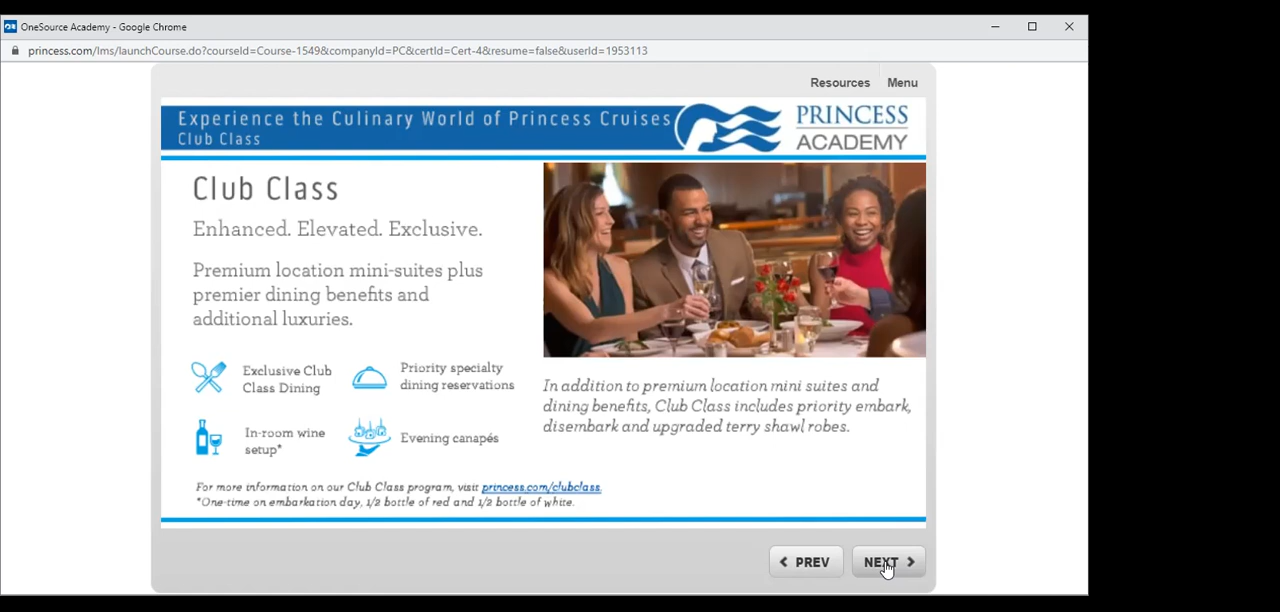 OneSource Academy - Google Chrome
princess.com/lms/launchCourse.do?courseId=Course-1549&companyId=PC&certId=Cert-4&resume=false&userId=1953113
Resources Menu
Experience the Culinary World of Princess Cruises
Club Class
PRINCESS
ACADEMY
Club Class
Enhanced. Elevated. Exclusive.
Premium location mini-suites plus
premier dining benefits and
additional luxuries.
Exclusive Club
Class Dining
Priority specialty
dining reservations
In-room wine
setup*
Evening canapés
In addition to premium location mini suites and
dining benefits, Club Class includes priority embark,
disembark and upgraded terry shawl robes.
For more information on our Club Class program, visit princess.com/clubclass.
*One-time on embarkation day, 1/2 bottle of red and 1/2 bottle of white.
PREV NEXT